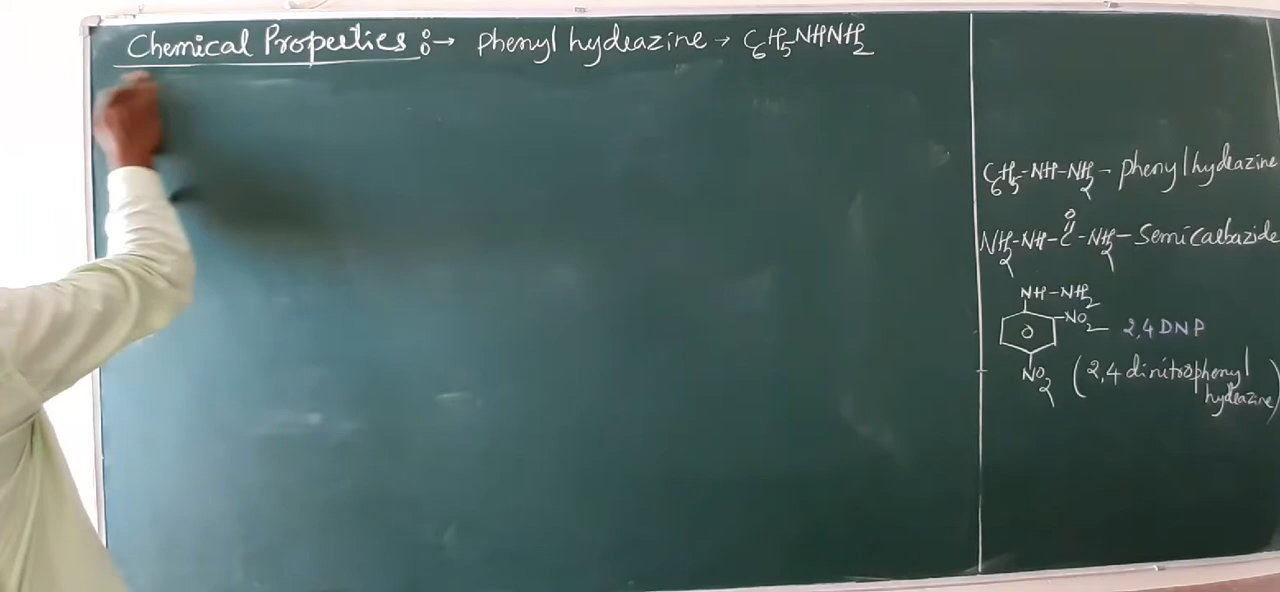 Chemical Properties :→ Phenyl hydrazine → C6H5NHNH2
C6H5-NH-NH2 - phenyl hydrazine
NH2-NH-C-NH2 - Semicarbazide
O
NH-NH2
NO2 - 2,4 DNP
NO2 (2,4 dinitrophenyl
hydrazine)